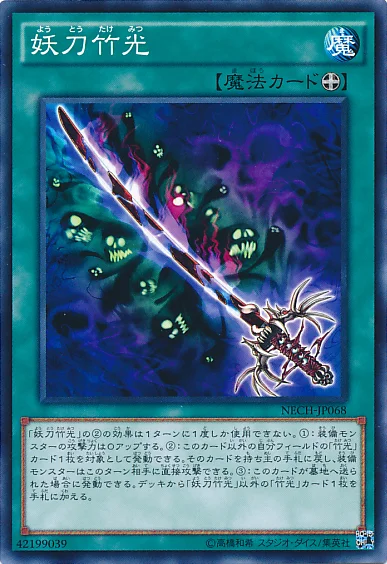 よう とう たけ みつ
妖刀竹光
魔
ま ほう
【魔法カード】
NECH-JP068
「妖刀竹光」の②の効果は1ターンに1度しか使用できない。①：装備モ
ンスターの攻撃力は0アップする。②：このカード以外の自分フィールドの「竹光」
カード1枚を対象として発動できる。そのカードを持ち主の手札に戻し、装備
モンスターはこのターン相手に直接攻撃できる。③：このカードが墓地へ送ら
れた場合に発動できる。デッキから「妖刀竹光」以外の「竹光」カード1枚を
手札に加える。
42199039
©高橋和希 スタジオ・ダイス/集英社